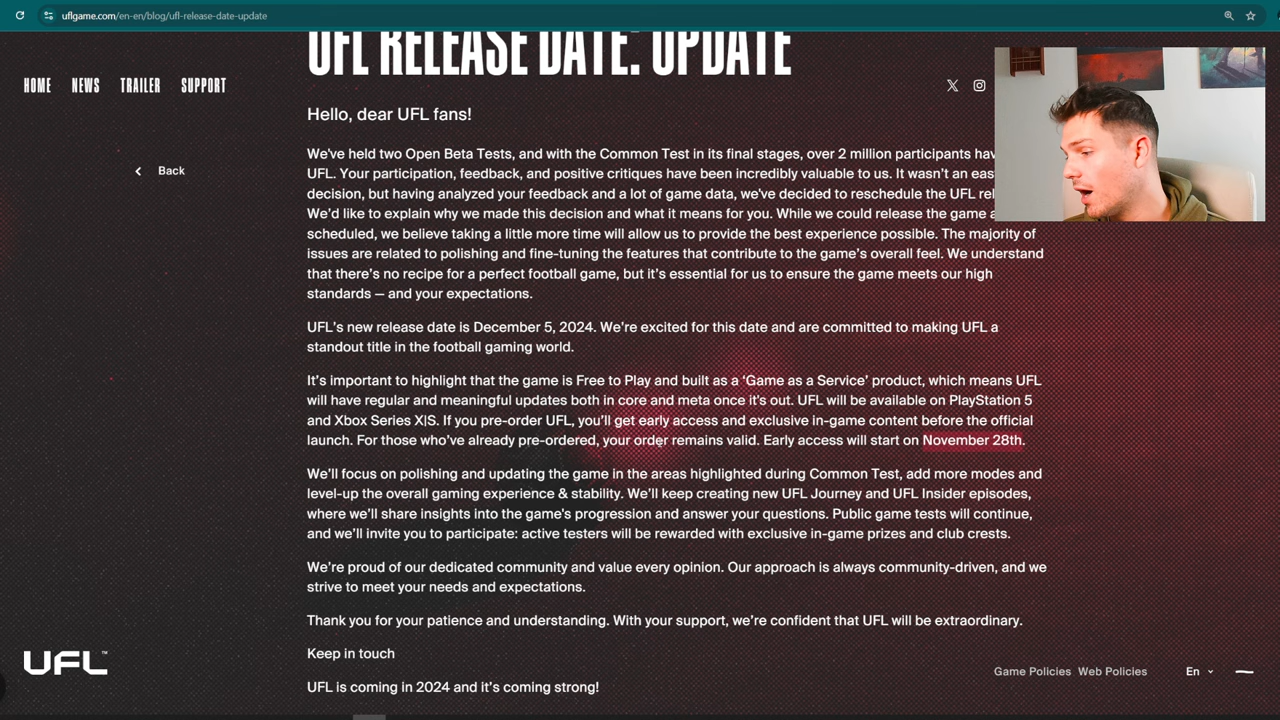 uflgame.com/en-en/blog/ufl-release-date-update
UFL RELEASE DATE: UPDATE
HOME NEWS TRAILER SUPPORT
Back
Hello, dear UFL fans!
We've held two Open Beta Tests, and with the Common Test in its final stages, over 2 million participants
UFL. Your participation, feedback, and positive critiques have been incredibly valuable to us. It wasn't an
decision, but having analyzed your feedback and a lot of game data, we've decided to reschedule the UFL
We'd like to explain why we made this decision and what it means for you. While we could release the game
scheduled, we believe taking a little more time will allow us to provide the best experience possible. The majority of
issues are related to polishing and fine-tuning the features that contribute to the game's overall feel. We understand
that there's no recipe for a perfect football game, but it's essential for us to ensure the game meets our high
standards — and your expectations.
UFL's new release date is December 5, 2024. We're excited for this date and are committed to making UFL a
standout title in the football gaming world.
It's important to highlight that the game is Free to Play and built as a 'Game as a Service' product, which means UFL
will have regular and meaningful updates both in core and meta once it's out. UFL will be available on PlayStation 5
and Xbox Series X|S. If you pre-order UFL, you'll get early access and exclusive in-game content before the official
launch. For those who've already pre-ordered, your order remains valid. Early access will start on November 28th.
We'll focus on polishing and updating the game in the areas highlighted during Common Test, add more modes and
level-up the overall gaming experience & stability. We'll keep creating new UFL Journey and UFL Insider episodes,
where we'll share insights into the game's progression and answer your questions. Public game tests will continue,
and we'll invite you to participate: active testers will be rewarded with exclusive in-game prizes and club crests.
We're proud of our dedicated community and value every opinion. Our approach is always community-driven, and we
strive to meet your needs and expectations.
Thank you for your patience and understanding. With your support, we're confident that UFL will be extraordinary.
Keep in touch
UFL is coming in 2024 and it's coming strong!
UFL™
Game Policies Web Policies
En